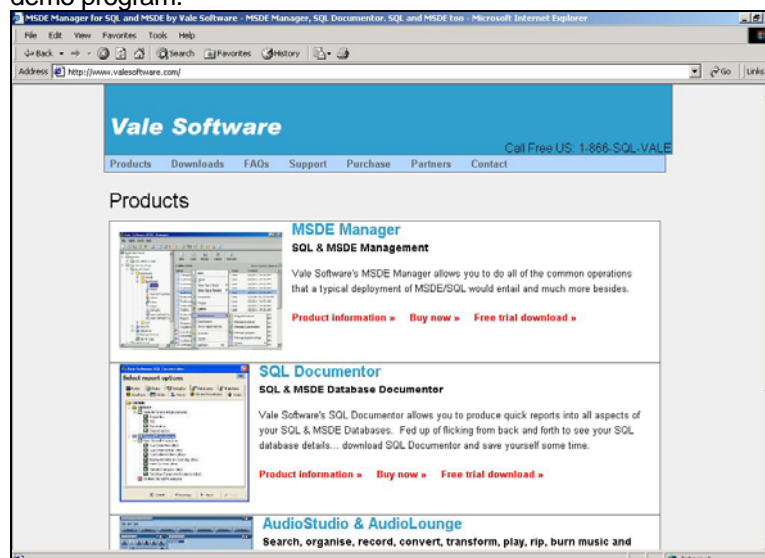 demo program.
MSDE Manager for SQL and MSDE by Vale Software - MSDE Manager, SQL Documentor. SQL and MSDE too - Microsoft Internet Explorer
File Edit View Favorites Tools Help
Back Search Favorites History
Address http://www.valesoftware.com/ Go Links
Vale Software
Call Free US: 1-866-SQL-VALE
Products Downloads FAQs Support Purchase Partners Contact
Products
MSDE Manager
SQL & MSDE Management
Vale Software's MSDE Manager allows you to do all of the common operations
that a typical deployment of MSDE/SQL would entail and much more besides.
Product information » Buy now » Free trial download »
SQL Documentor
SQL & MSDE Database Documentor
Select report options
Vale Software's SQL Documentor allows you to produce quick reports into all aspects of
your SQL & MSDE Databases. Fed up of flicking from back and forth to see your SQL
database details... download SQL Documentor and save yourself some time.
Product information » Buy now » Free trial download »
AudioStudio & AudioLounge
Search, organise, record, convert, transform, play, rip, burn music and